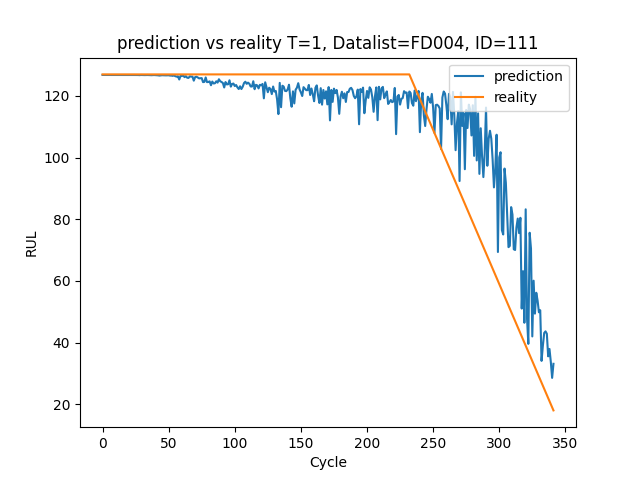 prediction vs reality T=1, Datalist=FD004, ID=111
prediction
reality
120
100
80
60
40
20
RUL
0 50 100 150 200 250 300 350
Cycle